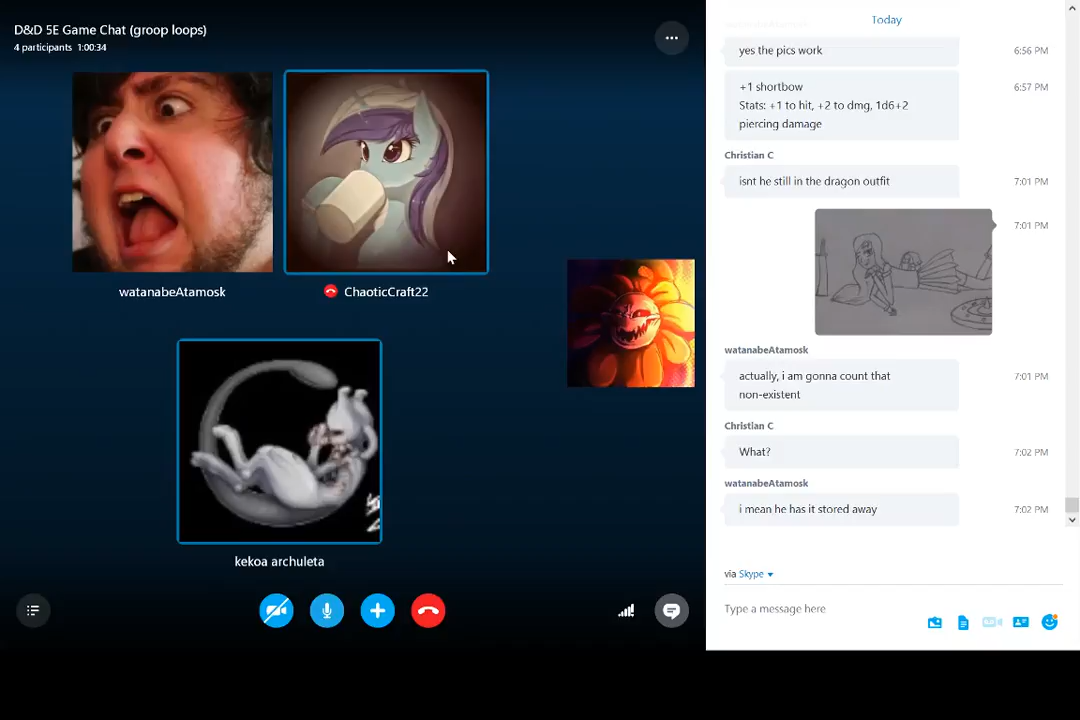 D&D 5E Game Chat (groop loops)
4 participants 1:00:34
watanabeAtamosk
ChaoticCraft22
kekoa archuleta
Today
yes the pics work
6:56 PM
+1 shortbow
6:57 PM
Stats: +1 to hit, +2 to dmg, 1d6+2
piercing damage
Christian C
isnt he still in the dragon outfit
7:01 PM
7:01 PM
watanabeAtamosk
actually, i am gonna count that
non-existent
7:01 PM
Christian C
What?
7:02 PM
watanabeAtamosk
i mean he has it stored away
7:02 PM
via Skype
Type a message here